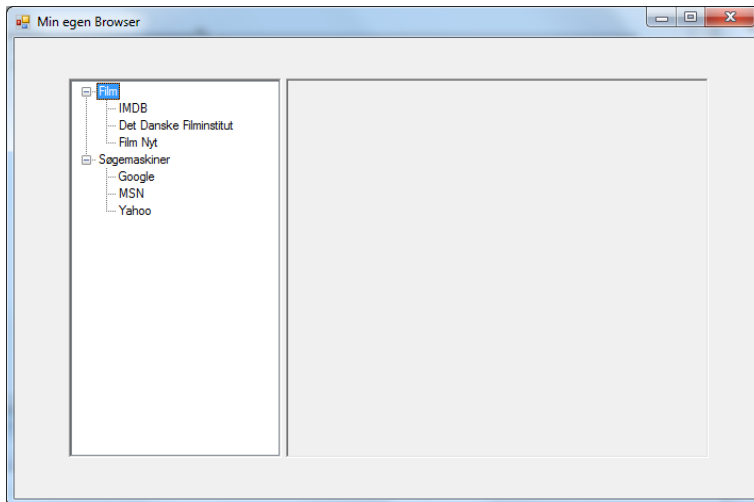 Min egen Browser
Film
IMDB
Det Danske Filminstitut
Film Nyt
Søgemaskiner
Google
MSN
Yahoo